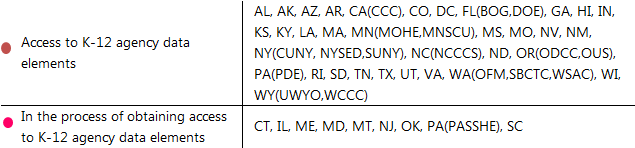 Access to K-12 agency data
elements
AL, AK, AZ, AR, CA(CCC), CO, DC, FL(BOG,DOE), GA, HI, IN,
KS, KY, LA, MA, MN(MOHE,MNSCU), MS, MO, NV, NM,
NY(CUNY, NYSED,SUNY), NC(NCCCS), ND, OR(ODCC,OUS),
PA(PDE), RI, SD, TN, TX, UT, VA, WA(OFM,SBCTC,WSAC), WI,
WY(UWYO,WCCC)
In the process of obtaining access
to K-12 agency data elements
CT, IL, ME, MD, MT, NJ, OK, PA(PASSHE), SC